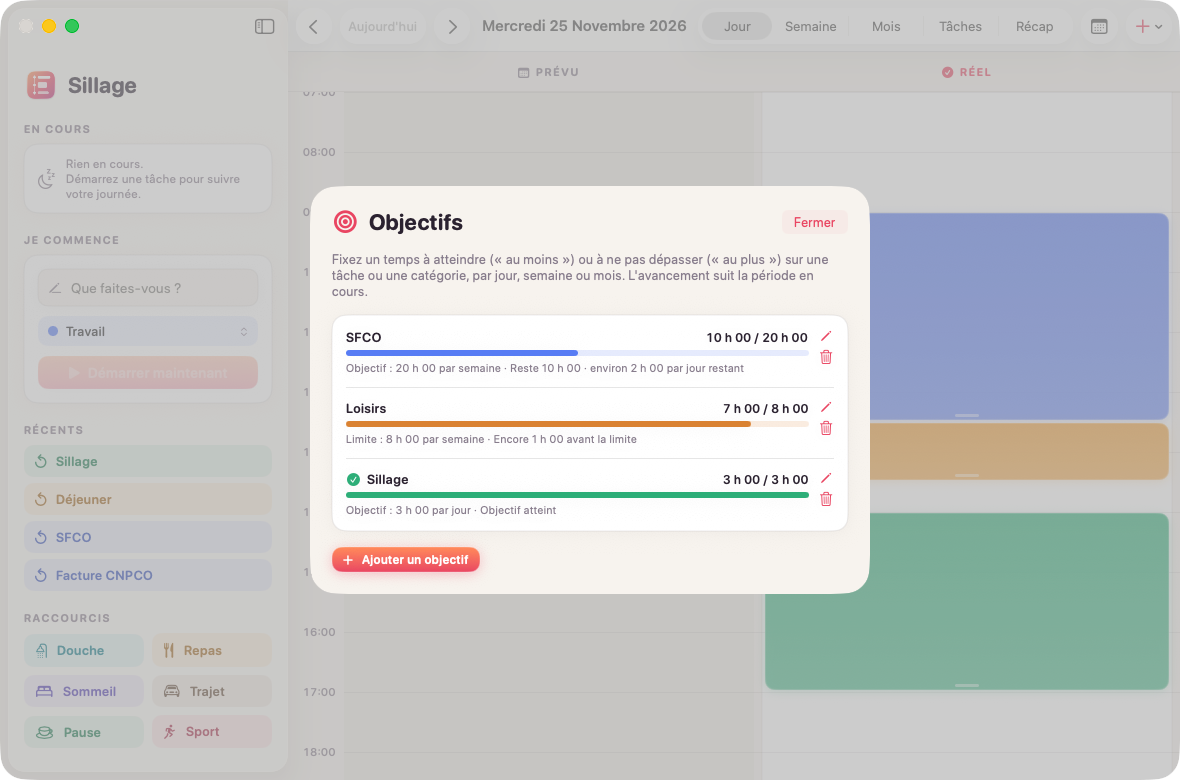 Aujourd'hui
Mercredi 25 Novembre 2026
Jour
Semaine
Mois
Tâches
Récap
Sillage
PRÉVU
RÉEL
EN COURS
Rien en cours.
Démarrez une tâche pour suivre
votre journée.
JE COMMENCE
Que faites-vous ?
Travail
Démarrer maintenant
RÉCENTS
Sillage
Déjeuner
SFCO
Facture CNPCO
RACCOURCIS
Douche
Repas
Sommeil
Trajet
Pause
Sport
07:00
08:00
16:00
17:00
18:00
Objectifs
Fermer
Fixez un temps à atteindre (« au moins ») ou à ne pas dépasser (« au plus ») sur une
tâche ou une catégorie, par jour, semaine ou mois. L'avancement suit la période en
cours.
SFCO
10 h 00 / 20 h 00
Objectif : 20 h 00 par semaine · Reste 10 h 00 · environ 2 h 00 par jour restant
Loisirs
7 h 00 / 8 h 00
Limite : 8 h 00 par semaine · Encore 1 h 00 avant la limite
Sillage
3 h 00 / 3 h 00
Objectif : 3 h 00 par jour · Objectif atteint
Ajouter un objectif